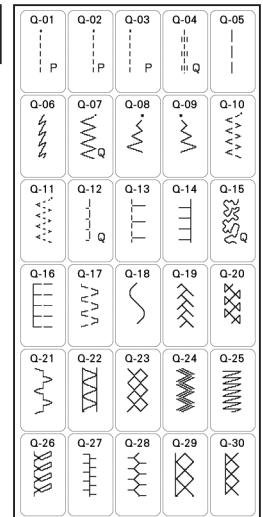 Q-01 Q-02 Q-03 Q-04 Q-05
P P P Q
Q-06 Q-07 Q-08 Q-09 Q-10
Q
Q-11 Q-12 Q-13 Q-14 Q-15
Q Q
Q-16 Q-17 Q-18 Q-19 Q-20
Q-21 Q-22 Q-23 Q-24 Q-25
Q-26 Q-27 Q-28 Q-29 Q-30